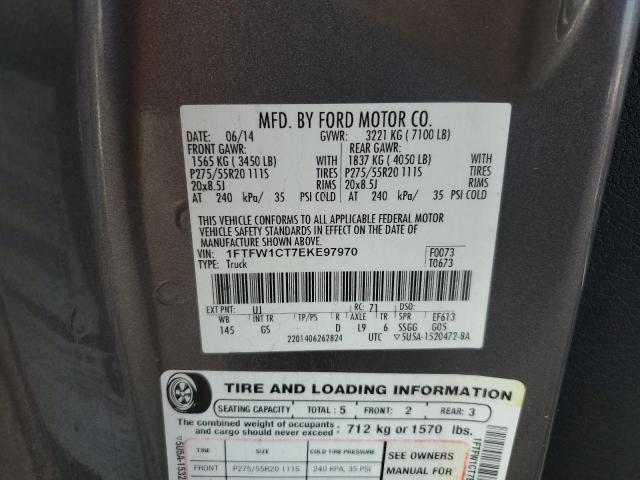 MFD. BY FORD MOTOR CO.
DATE: 06/14 GVWR: 3221 KG ( 7100 LB)
FRONT GAWR: REAR GAWR:
1565 KG ( 3450 LB) WITH 1837 KG ( 4050 LB) WITH
P275/55R20 111S TIRES P275/55R20 111S TIRES
20x8.5J RIMS 20x8.5J RIMS
AT 240 kPa/ 35 PSI COLD AT 240 kPa/ 35 PSI COLD
THIS VEHICLE CONFORMS TO ALL APPLICABLE FEDERAL MOTOR
VEHICLE SAFETY STANDARDS IN EFFECT ON THE DATE OF
MANUFACTURE SHOWN ABOVE.
VIN: 1FTFW1CT7EKE97970 F0073
TYPE: Truck T0673
EXT PNT: UJ RC: 71 DSO:
WB INT TR TP/PS R AXLE TR SPR EF613
145 GS D L9 6 SSGG G05
2201406262824 UTC ▽5U5A-1520472-BA
TIRE AND LOADING INFORMATION
SEATING CAPACITY TOTAL : 5 FRONT: 2 REAR: 3
The combined weight of occupants
and cargo should never exceed : 712 kg or 1570 lbs.
TIRE SIZE COLD TIRE PRESSURE
SEE OWNERS
FRONT P275/55R20 111S 240 KPA, 35 PSI
MANUAL FOR